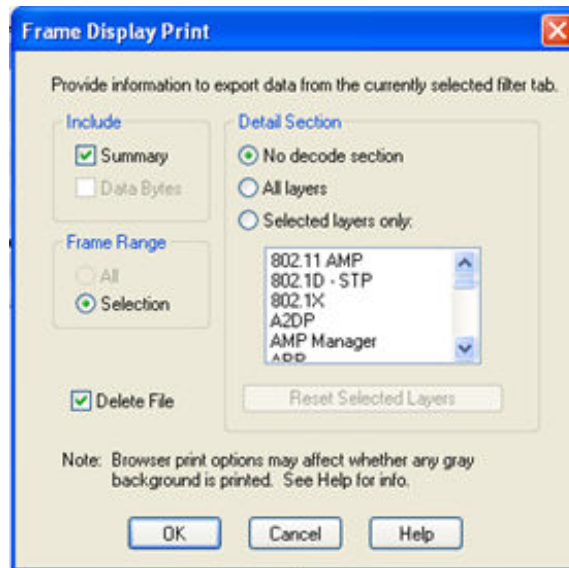 Frame Display Print
Provide information to export data from the currently selected filter tab.
Include
Summary
Data Bytes
Frame Range
All
Selection
Delete File
Detail Section
No decode section
All layers
Selected layers only:
802.11 AMP
802.1D - STP
802.1X
A2DP
AMP Manager
ARP
Reset Selected Layers
Note: Browser print options may affect whether any gray
background is printed. See Help for info.
OK
Cancel
Help